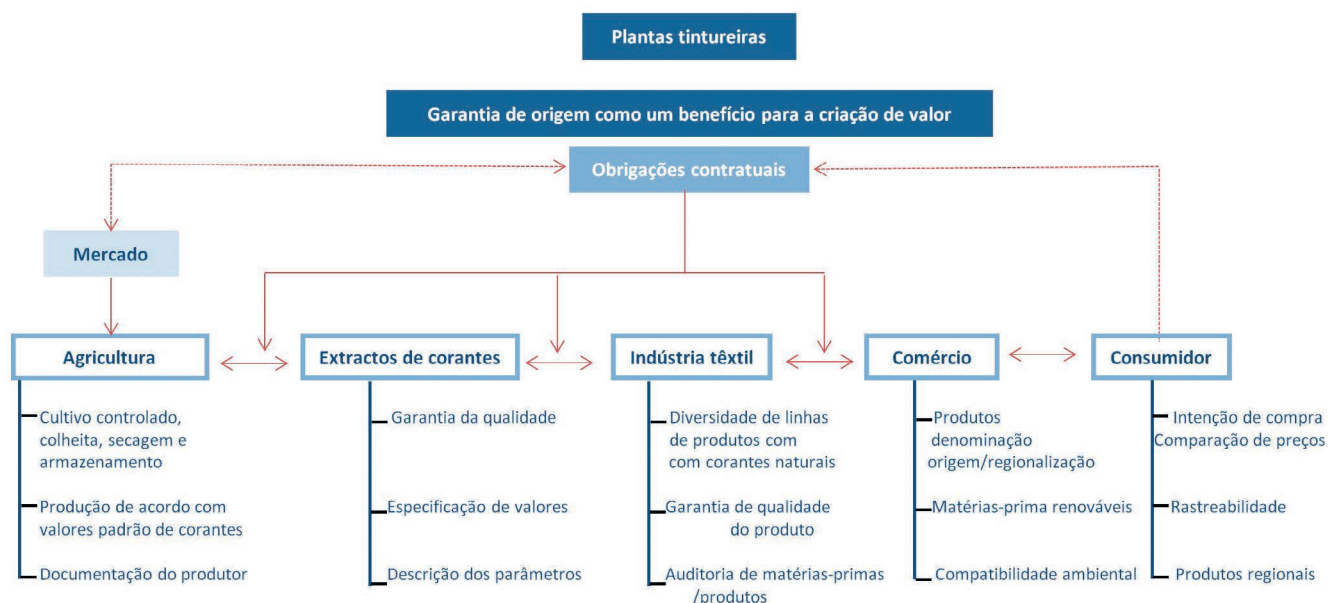 Plantas tintureiras
Garantia de origem como um benefício para a criação de valor
Obrigações contratuais
Mercado
Agricultura
Extractos de corantes
Indústria têxtil
Comércio
Consumidor
Cultivo controlado,
colheita, secagem e
armazenamento
Produção de acordo com
valores padrão de corantes
Documentação do produtor
Garantia da qualidade
Especificação de valores
Descrição dos parâmetros
Diversidade de linhas
de produtos com
com corantes naturais
Garantia de qualidade
do produto
Auditoria de matérias-primas
/produtos
Produtos
denominação
origem/regionalização
Matérias-prima renováveis
Compatibilidade ambiental
Intenção de compra
Comparação de preços
Rastreabilidade
Produtos regionais